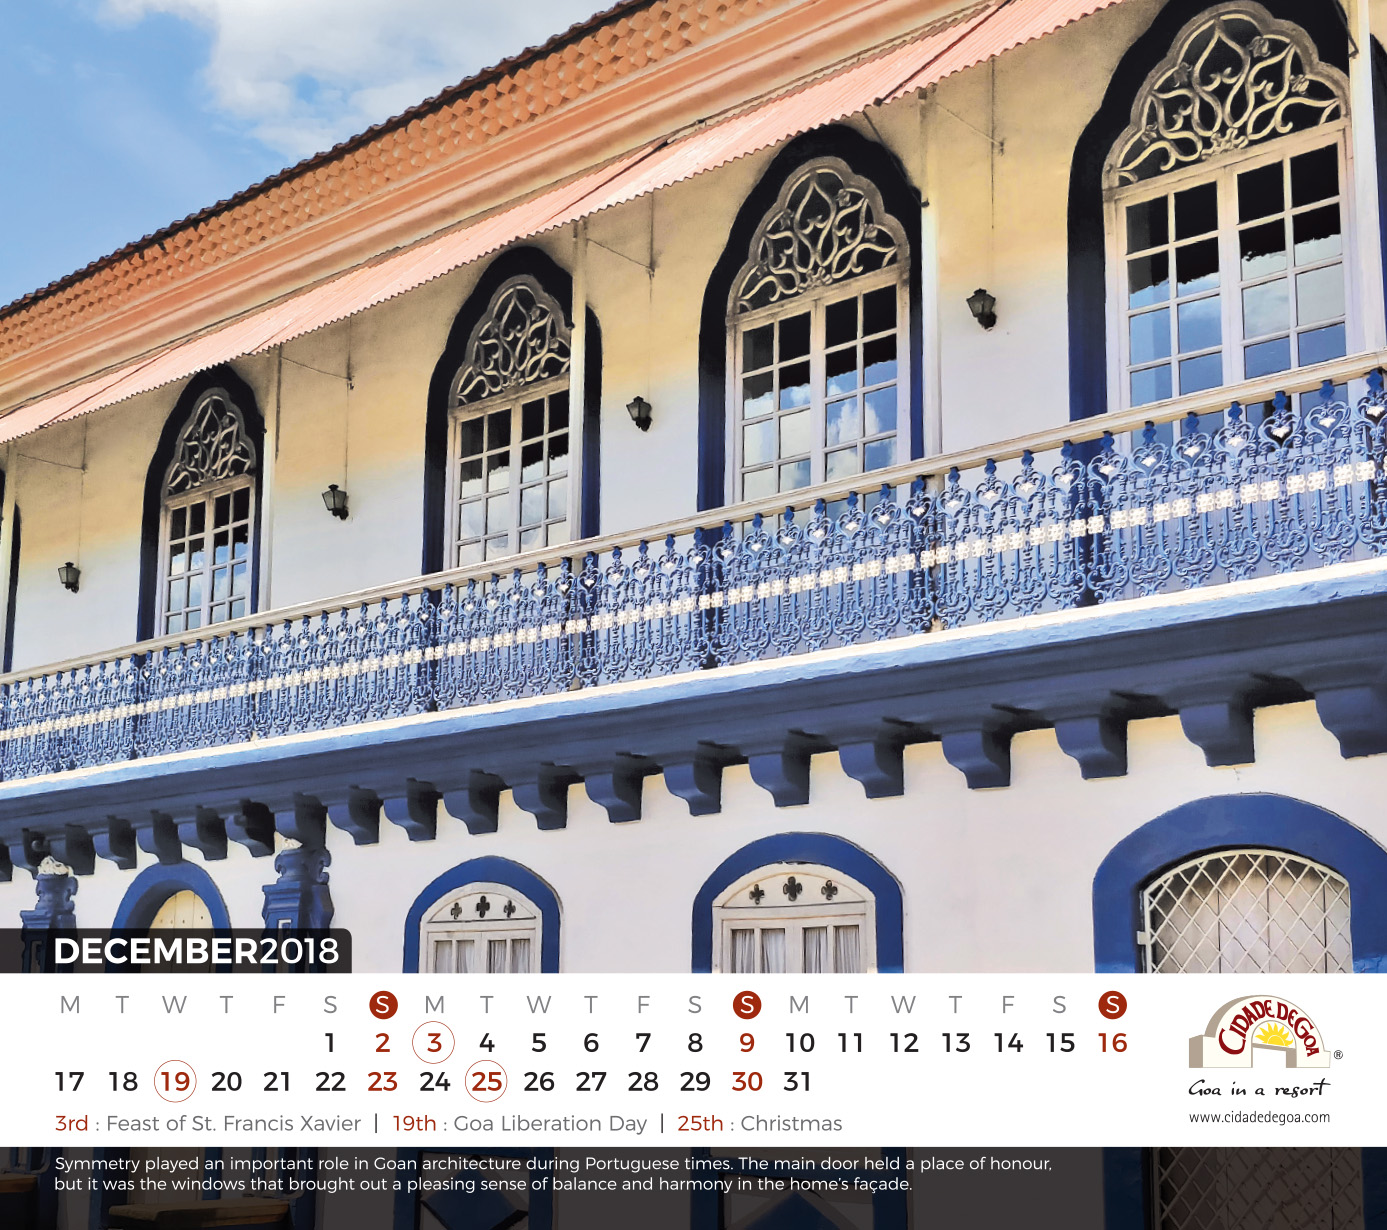 DECEMBER2018
M T W T F S S M T W T F S S M T W T F S S
1 2 3 4 5 6 7 8 9 10 11 12 13 14 15 16
17 18 19 20 21 22 23 24 25 26 27 28 29 30 31
3rd : Feast of St. Francis Xavier | 19th : Goa Liberation Day | 25th : Christmas
CIDADE DE GOA ®
Goa in a resort
www.cidadedegoa.com
Symmetry played an important role in Goan architecture during Portuguese times. The main door held a place of honour,
but it was the windows that brought out a pleasing sense of balance and harmony in the home's façade.